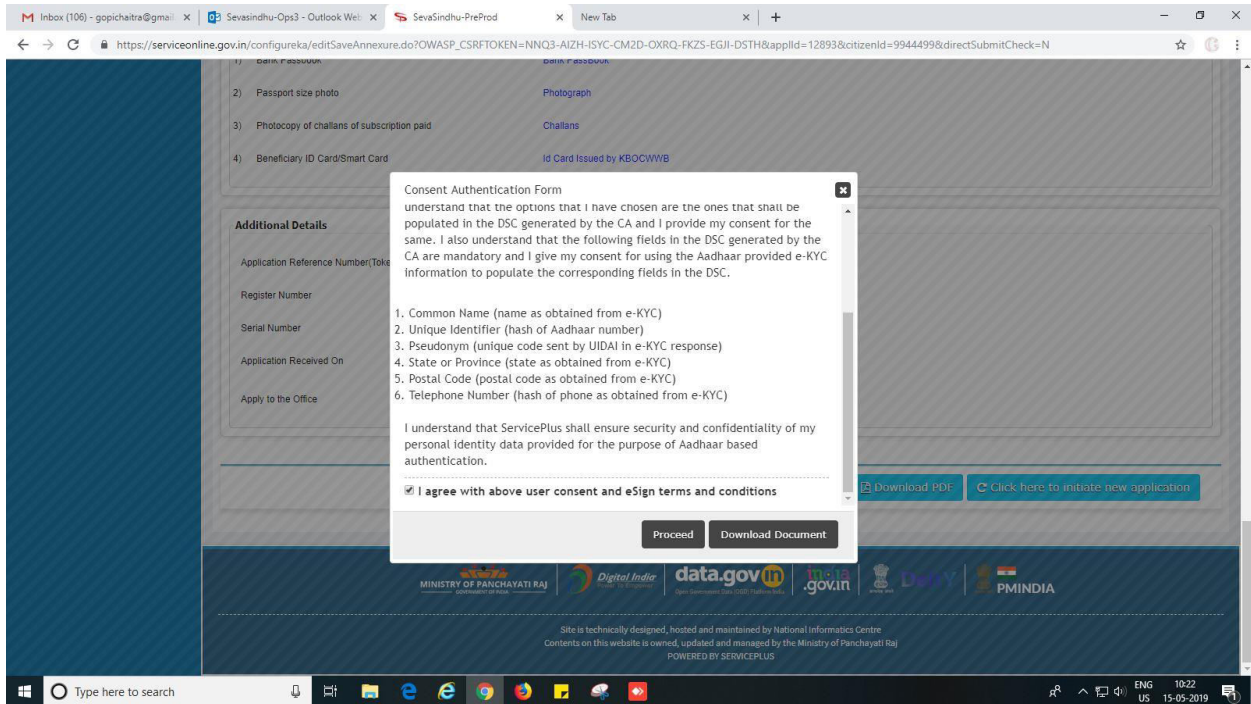 Inbox (106) - gopichaitra@gmail
Sevasindhu-Ops3 - Outlook Web
SevaSindhu-PreProd
New Tab
https://serviceonline.gov.in/configureka/editSaveAnnexure.do?OWASP_CSRFTOKEN=NNQ3-AIZH-ISYC-CM2D-OXRQ-FKZS-EGJI-DSTH&applId=12893&citizenId=9944499&directSubmitCheck=N
1) Bank Passbook Bank PassBook
2) Passport size photo Photograph
3) Photocopy of challans of subscription paid Challans
4) Beneficiary ID Card/Smart Card Id Card Issued by KBOCWWB
Additional Details
Application Reference Number(Toke
Register Number
Serial Number
Application Received On
Apply to the Office
Consent Authentication Form
understand that the options that I have chosen are the ones that shall be
populated in the DSC generated by the CA and I provide my consent for the
same. I also understand that the following fields in the DSC generated by the
CA are mandatory and I give my consent for using the Aadhaar provided e-KYC
information to populate the corresponding fields in the DSC.
1. Common Name (name as obtained from e-KYC)
2. Unique Identifier (hash of Aadhaar number)
3. Pseudonym (unique code sent by UIDAI in e-KYC response)
4. State or Province (state as obtained from e-KYC)
5. Postal Code (postal code as obtained from e-KYC)
6. Telephone Number (hash of phone as obtained from e-KYC)
I understand that ServicePlus shall ensure security and confidentiality of my
personal identity data provided for the purpose of Aadhaar based
authentication.
I agree with above user consent and eSign terms and conditions
Proceed
Download Document
Download PDF
Click here to initiate new application
MINISTRY OF PANCHAYATI RAJ
Digital India
data.gov in
Open Government Data (OGD) Platform India
india
.gov.in
PMINDIA
Site is technically designed, hosted and maintained by National Informatics Centre
Contents on this website is owned, updated and managed by the Ministry of Panchayati Raj
POWERED BY SERVICEPLUS
Type here to search
ENG
US
10:22
15-05-2019